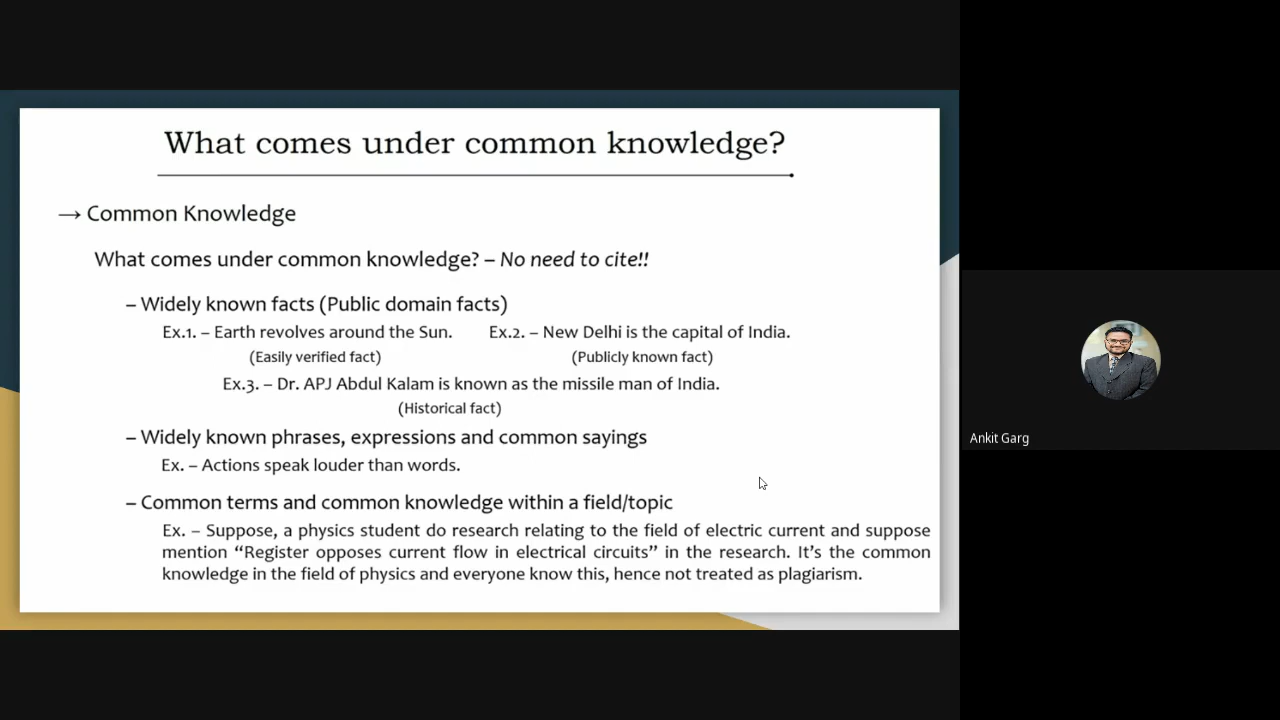 What comes under common knowledge?
→ Common Knowledge
What comes under common knowledge? – No need to cite!!
– Widely known facts (Public domain facts)
Ex.1. – Earth revolves around the Sun. Ex.2. – New Delhi is the capital of India.
(Easily verified fact) (Publicly known fact)
Ex.3. – Dr. APJ Abdul Kalam is known as the missile man of India.
(Historical fact)
– Widely known phrases, expressions and common sayings
Ex. – Actions speak louder than words.
– Common terms and common knowledge within a field/topic
Ex. – Suppose, a physics student do research relating to the field of electric current and suppose
mention “Register opposes current flow in electrical circuits” in the research. It’s the common
knowledge in the field of physics and everyone know this, hence not treated as plagiarism.
Ankit Garg